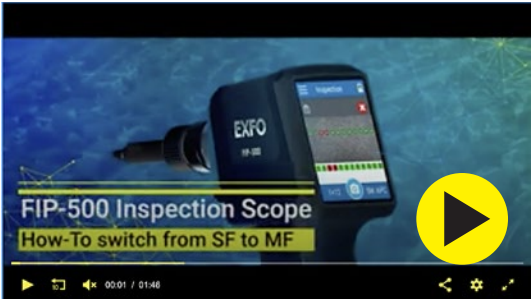 Inspection
EXFO
FIP-500
FIP-500 Inspection Scope
How-To switch from SF to MF
10
00:01 / 01:46